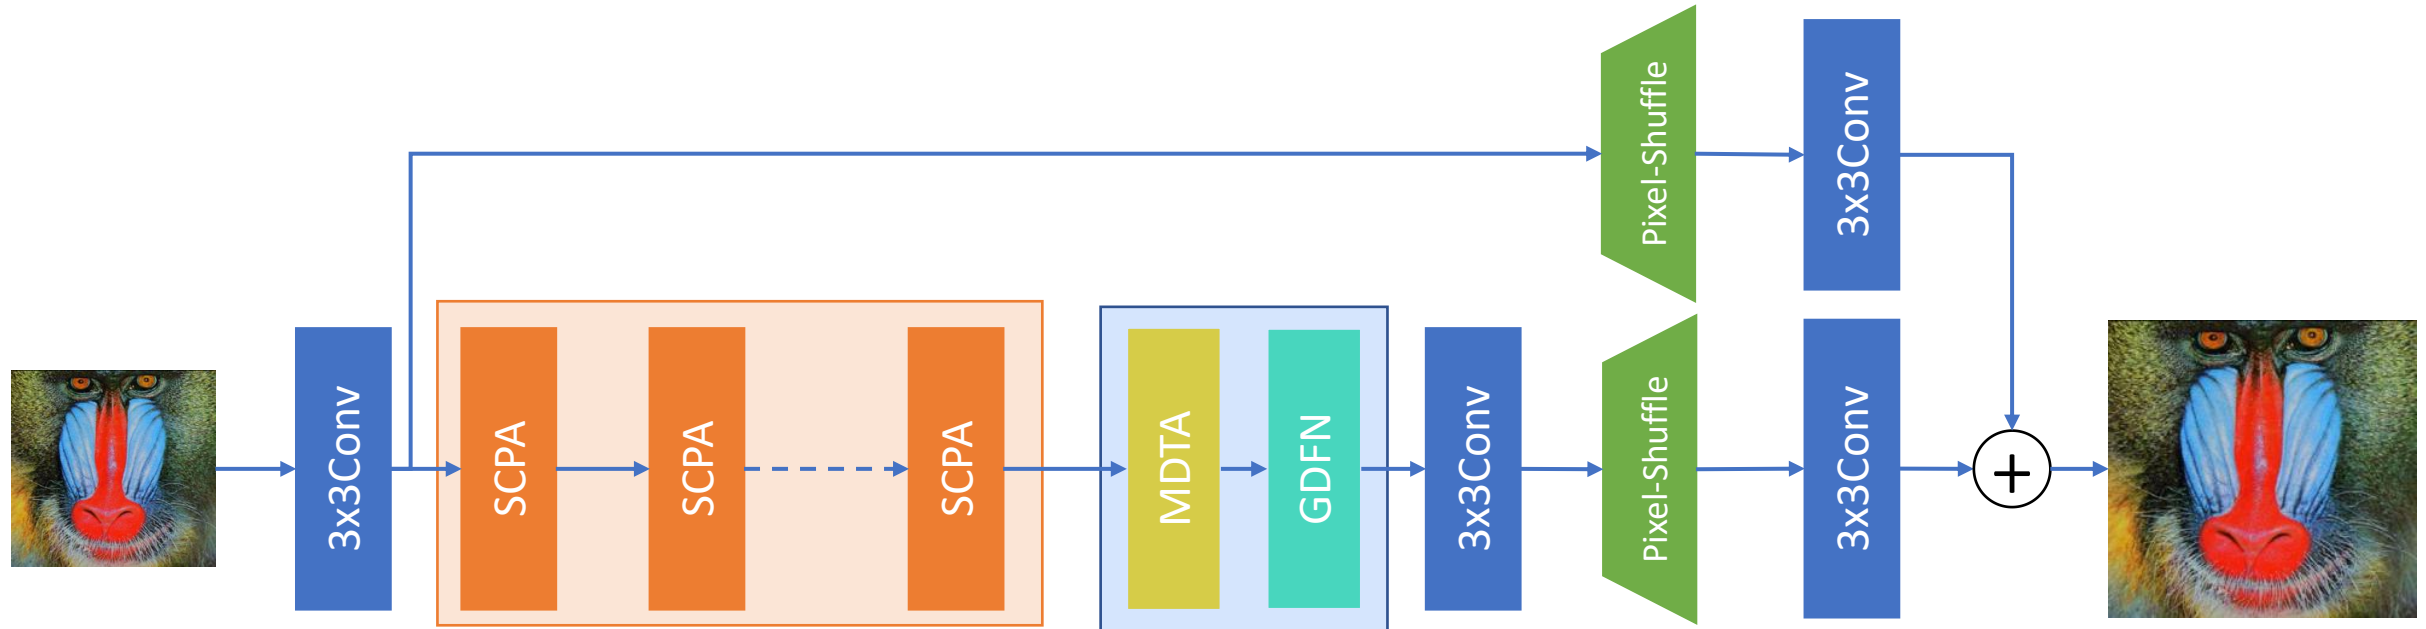 Pixel-Shuffle
3x3Conv
3x3Conv
SCPA
SCPA
SCPA
MDTA
GDFN
3x3Conv
Pixel-Shuffle
3x3Conv
+